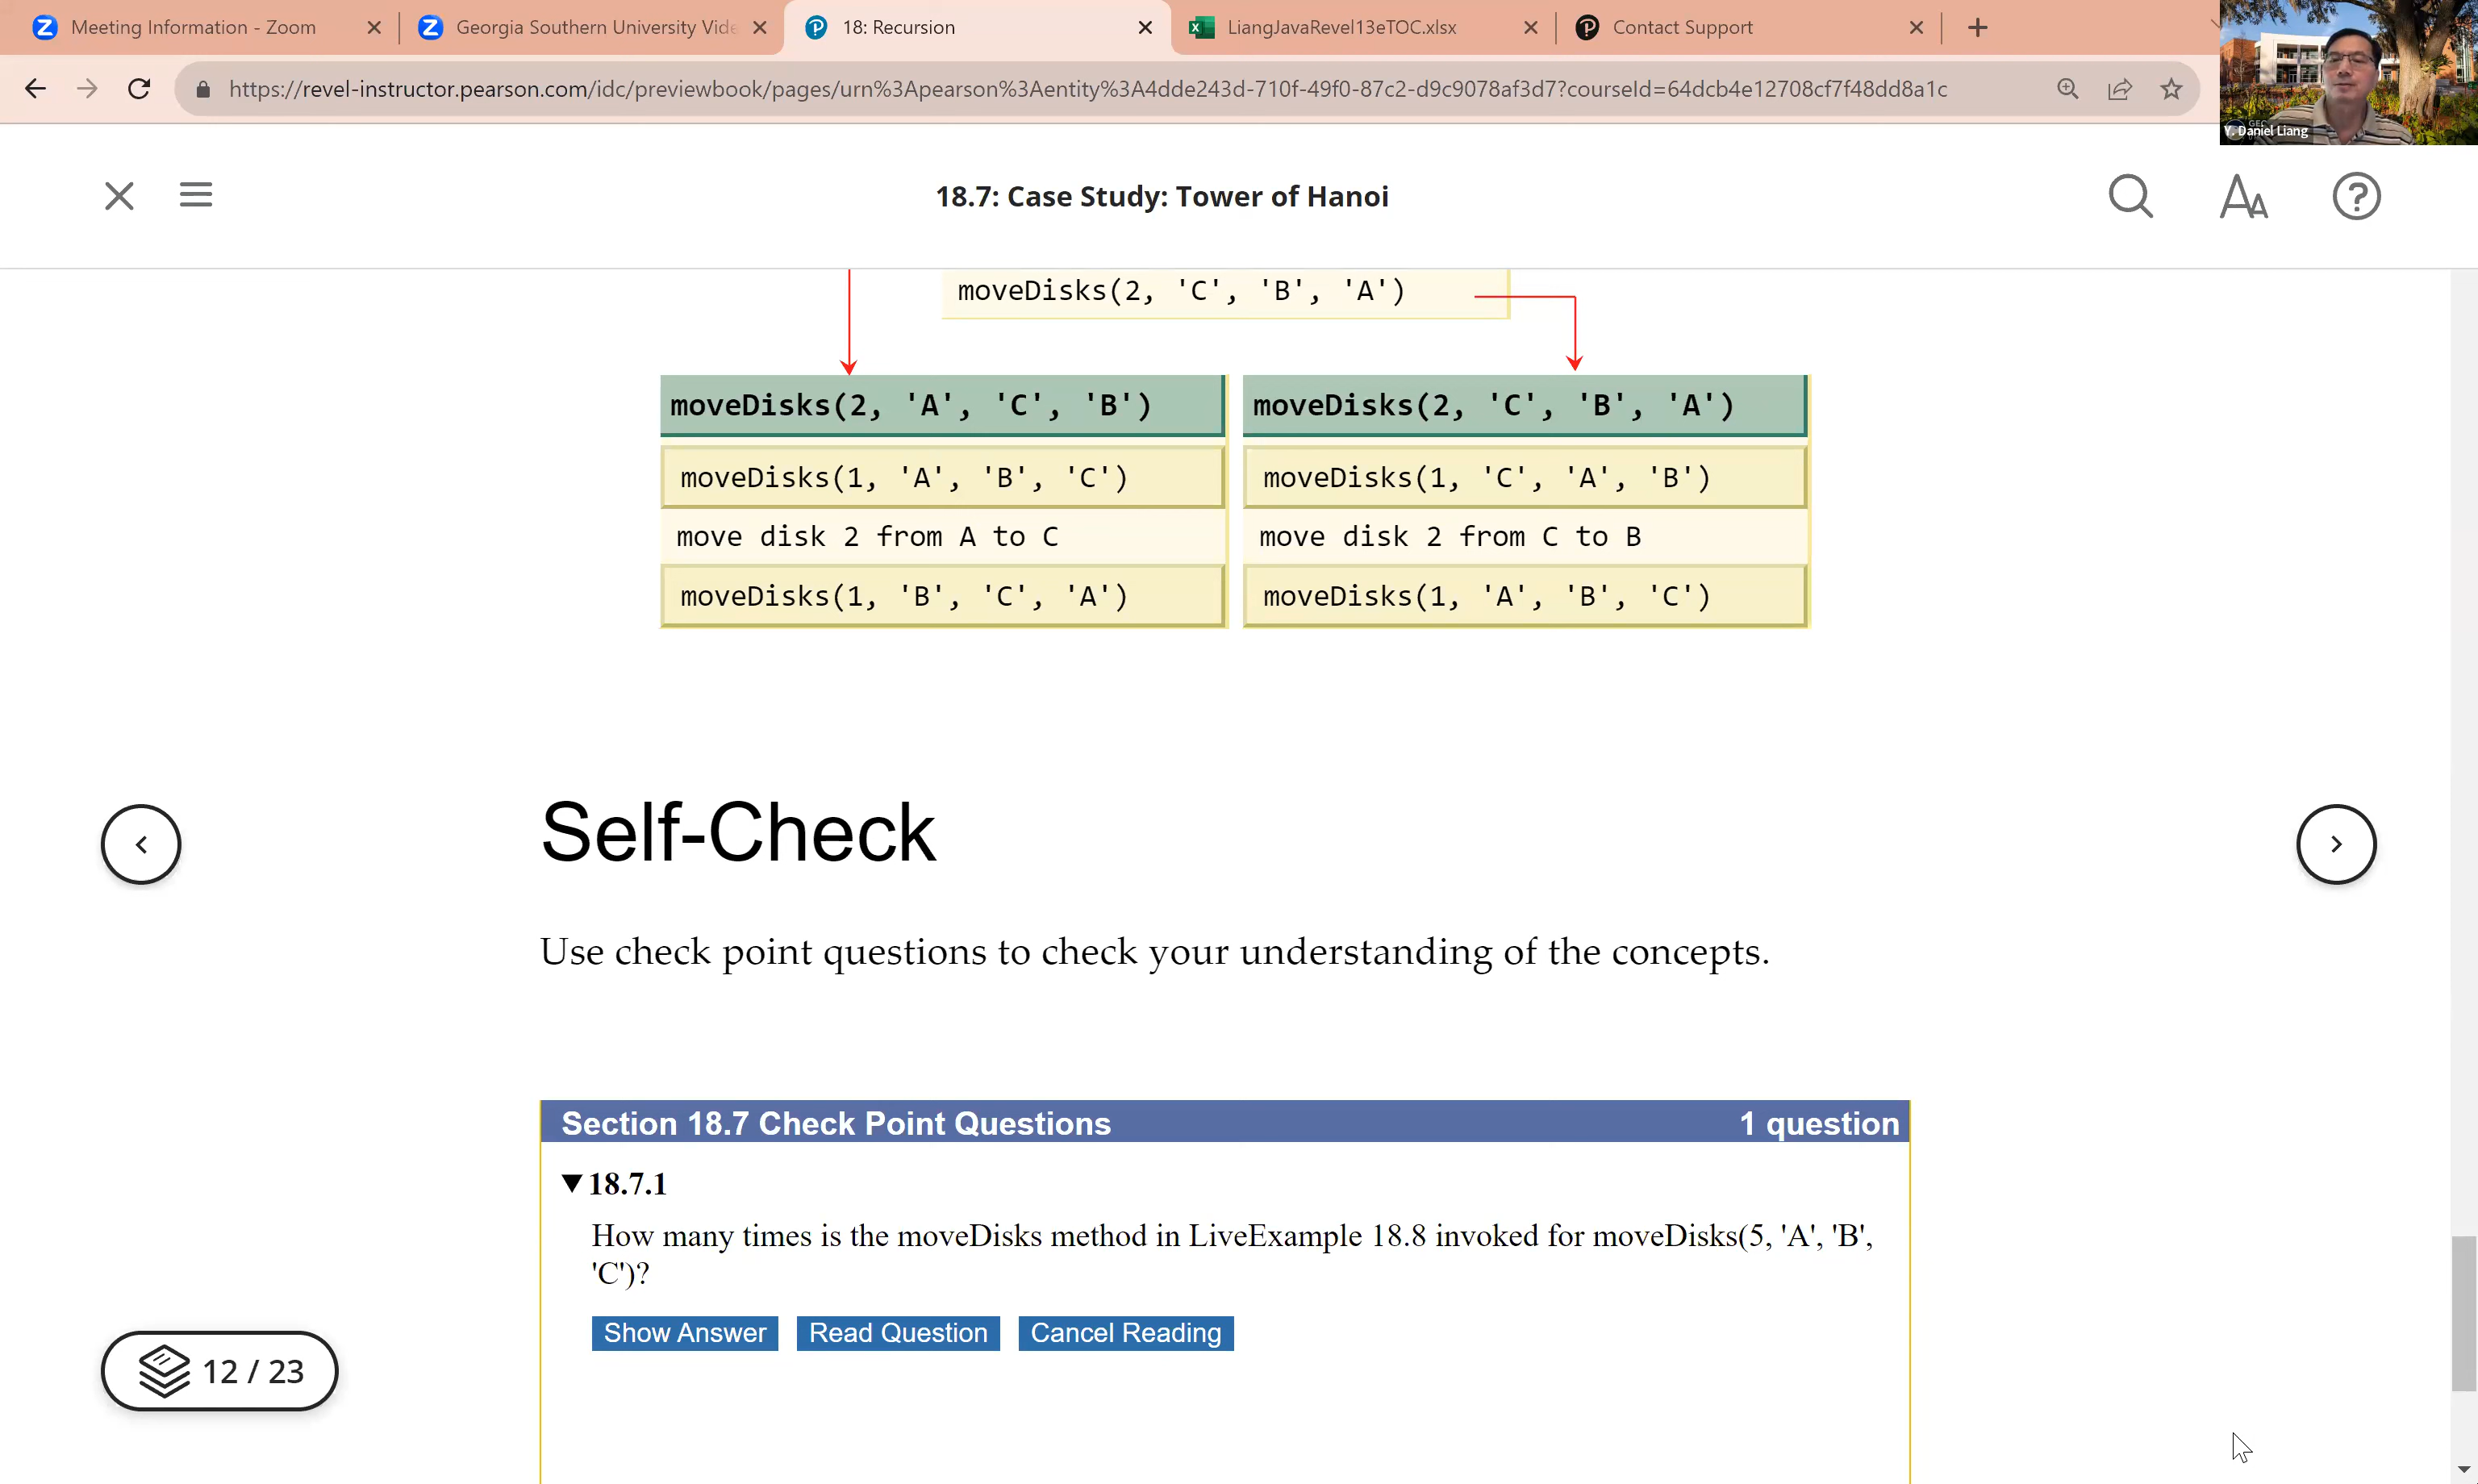 Meeting Information - Zoom
Georgia Southern University Vide
18: Recursion
LiangJavaRevel13eTOC.xlsx
Contact Support
https://revel-instructor.pearson.com/idc/previewbook/pages/urn%3Apearson%3Aentity%3A4dde243d-710f-49f0-87c2-d9c9078af3d7?courseId=64dcb4e12708cf7f48dd8a1c
Y. Daniel Liang
18.7: Case Study: Tower of Hanoi
moveDisks(2, 'C', 'B', 'A')
moveDisks(2, 'A', 'C', 'B')
moveDisks(2, 'C', 'B', 'A')
moveDisks(1, 'A', 'B', 'C')
moveDisks(1, 'C', 'A', 'B')
move disk 2 from A to C
move disk 2 from C to B
moveDisks(1, 'B', 'C', 'A')
moveDisks(1, 'A', 'B', 'C')
Self-Check
Use check point questions to check your understanding of the concepts.
Section 18.7 Check Point Questions 1 question
▼ 18.7.1
How many times is the moveDisks method in LiveExample 18.8 invoked for moveDisks(5, 'A', 'B',
'C')?
Show Answer Read Question Cancel Reading
12 / 23